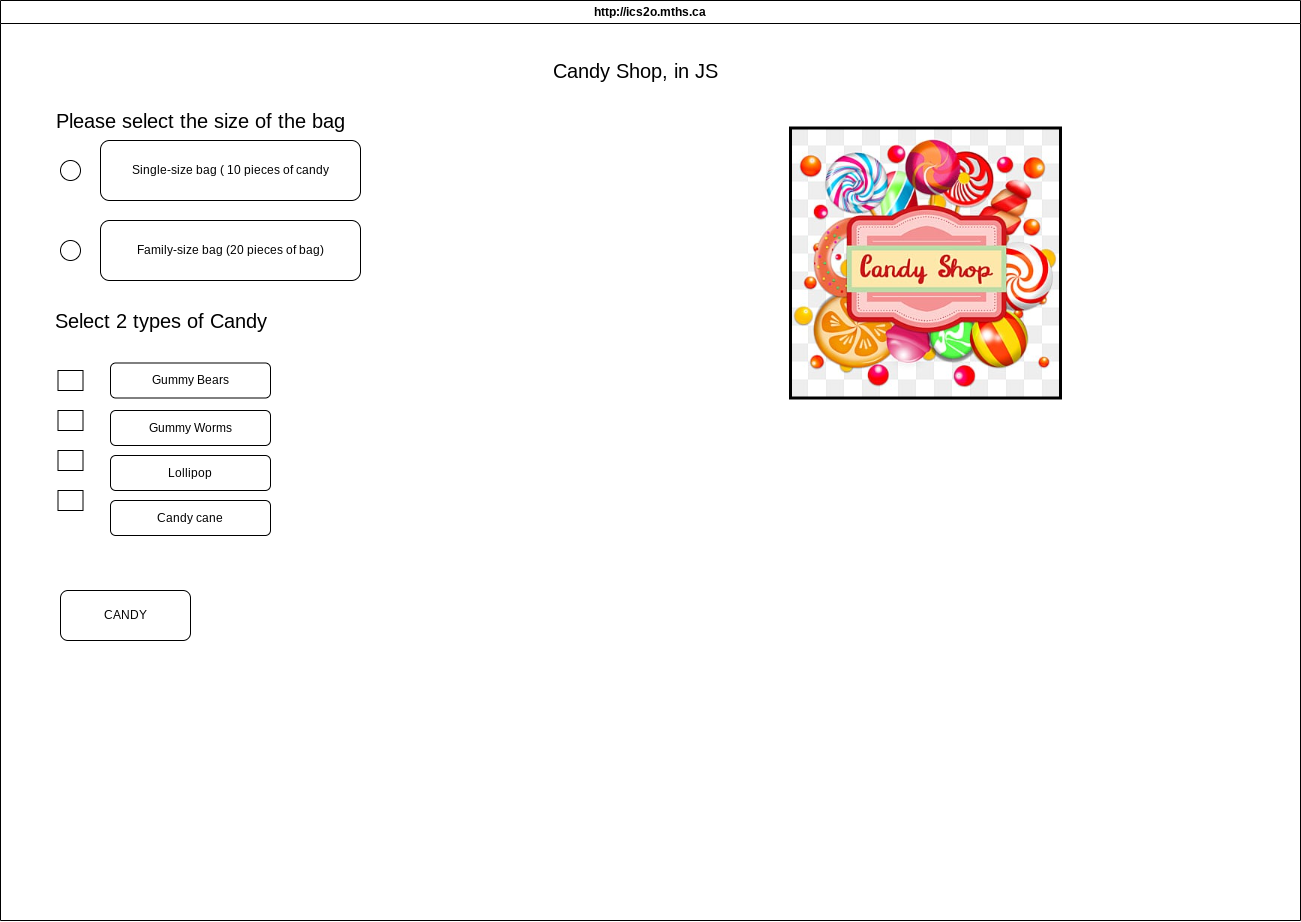 http://ics2o.mths.ca
Candy Shop, in JS
Please select the size of the bag
Single-size bag ( 10 pieces of candy
Family-size bag (20 pieces of bag)
Candy Shop
Select 2 types of Candy
Gummy Bears
Gummy Worms
Lollipop
Candy cane
CANDY